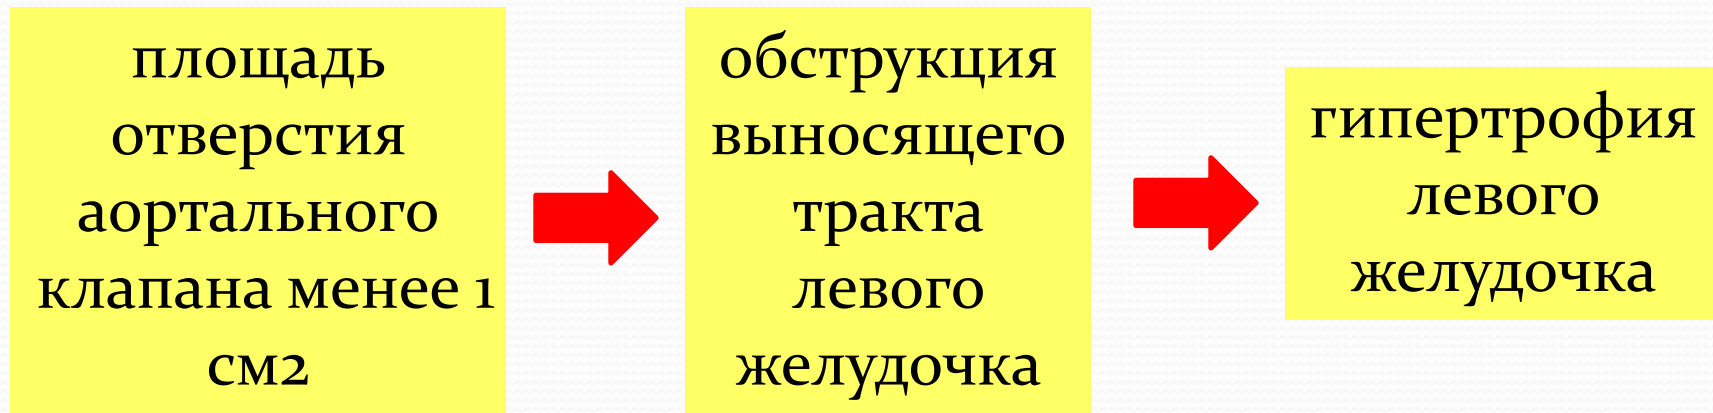 площадь
отверстия
аортального
клапана менее 1
см2
обструкция
выносящего
тракта
левого
желудочка
гипертрофия
левого
желудочка